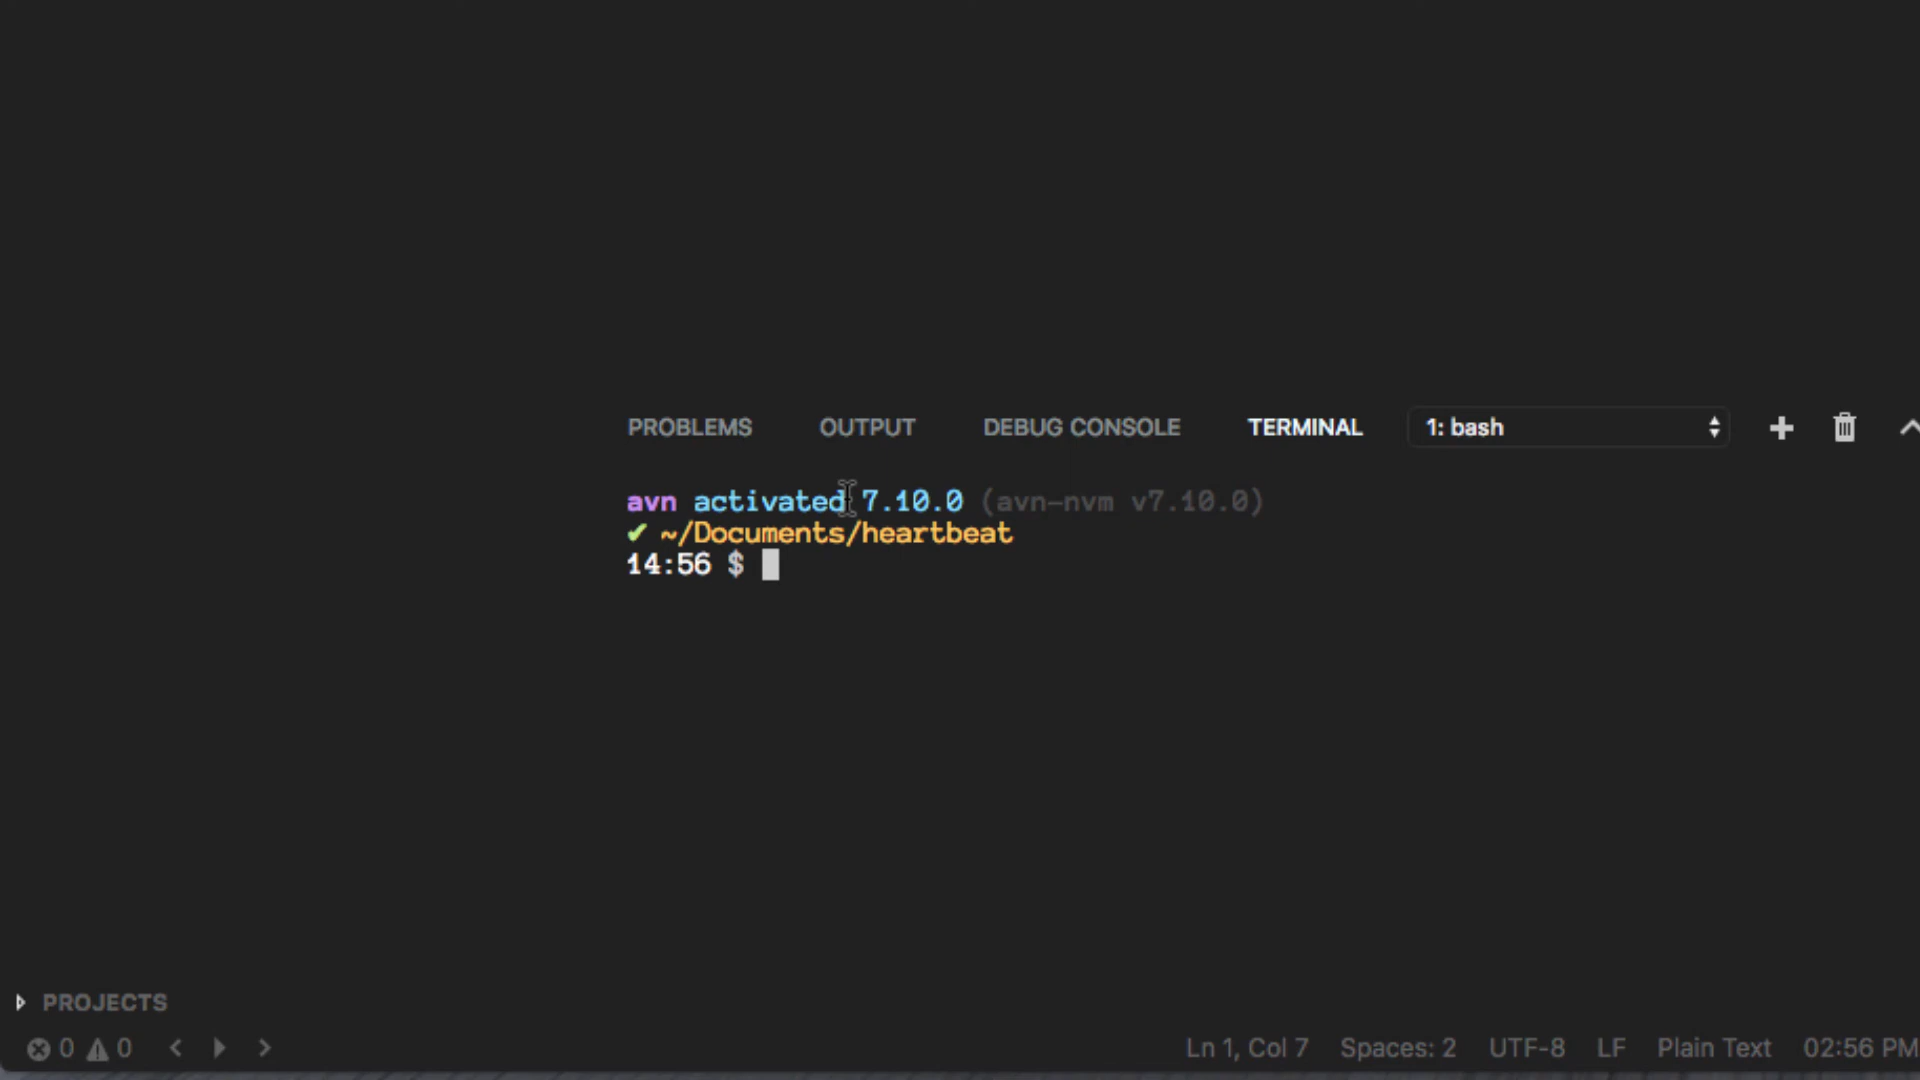 PROBLEMS OUTPUT DEBUG CONSOLE TERMINAL 1: bash
avn activated 7.10.0 (avn-nvm v7.10.0)
✔ ~/Documents/heartbeat
14:56 $
PROJECTS
0 0 Ln 1, Col 7 Spaces: 2 UTF-8 LF Plain Text 02:56 PM